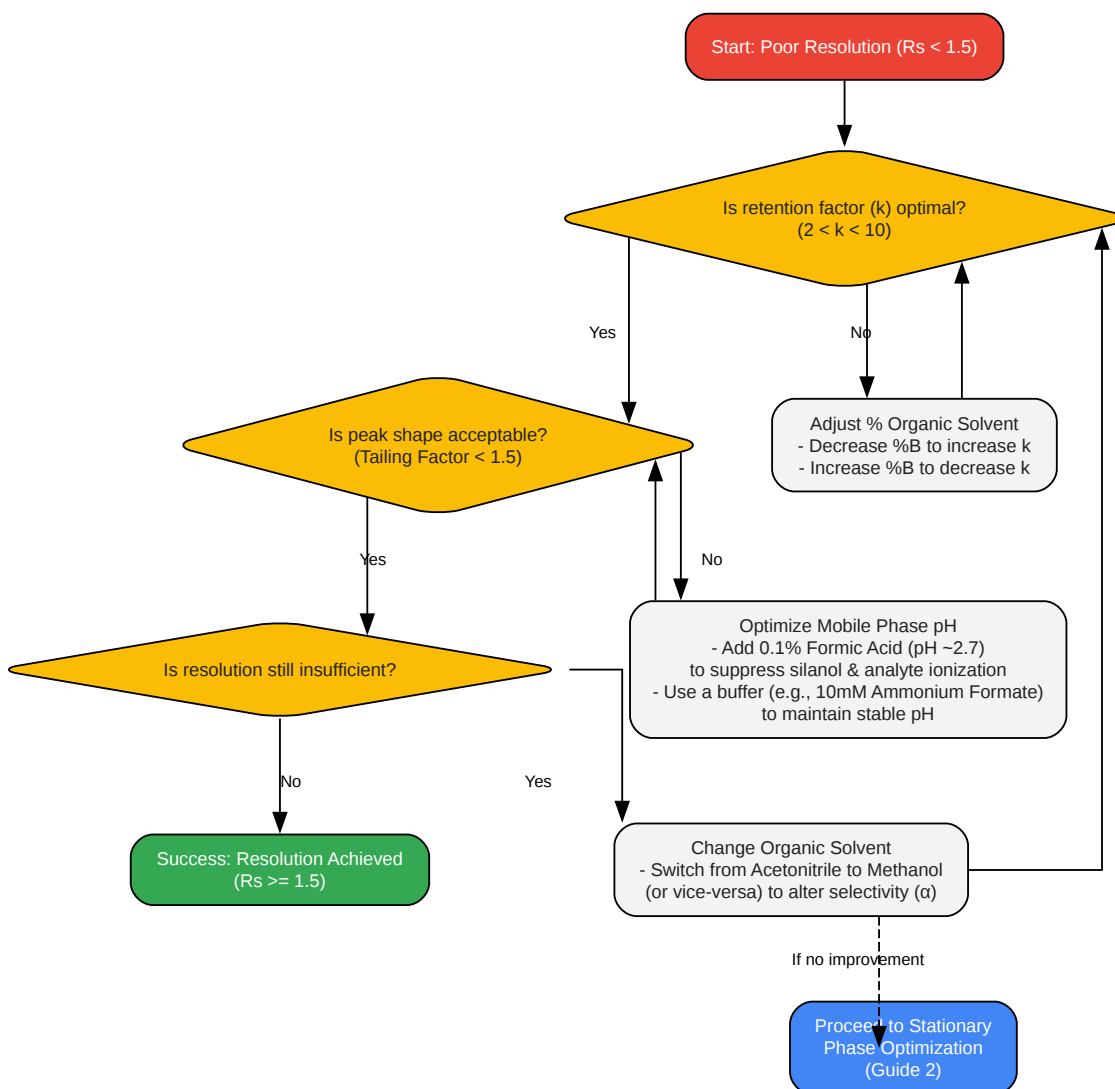 Start: Poor Resolution (Rs < 1.5)
Is retention factor (k) optimal?
(2 < k < 10)
Yes
No
Adjust % Organic Solvent
- Decrease %B to increase k
- Increase %B to decrease k
Is peak shape acceptable?
(Tailing Factor < 1.5)
Yes
No
Optimize Mobile Phase pH
- Add 0.1% Formic Acid (pH ~2.7)
to suppress silanol & analyte ionization
- Use a buffer (e.g., 10mM Ammonium Formate)
to maintain stable pH
Is resolution still insufficient?
No
Yes
Success: Resolution Achieved
(Rs >= 1.5)
Change Organic Solvent
- Switch from Acetonitrile to Methanol
(or vice-versa) to alter selectivity (α)
If no improvement
Proceed to Stationary
Phase Optimization
(Guide 2)